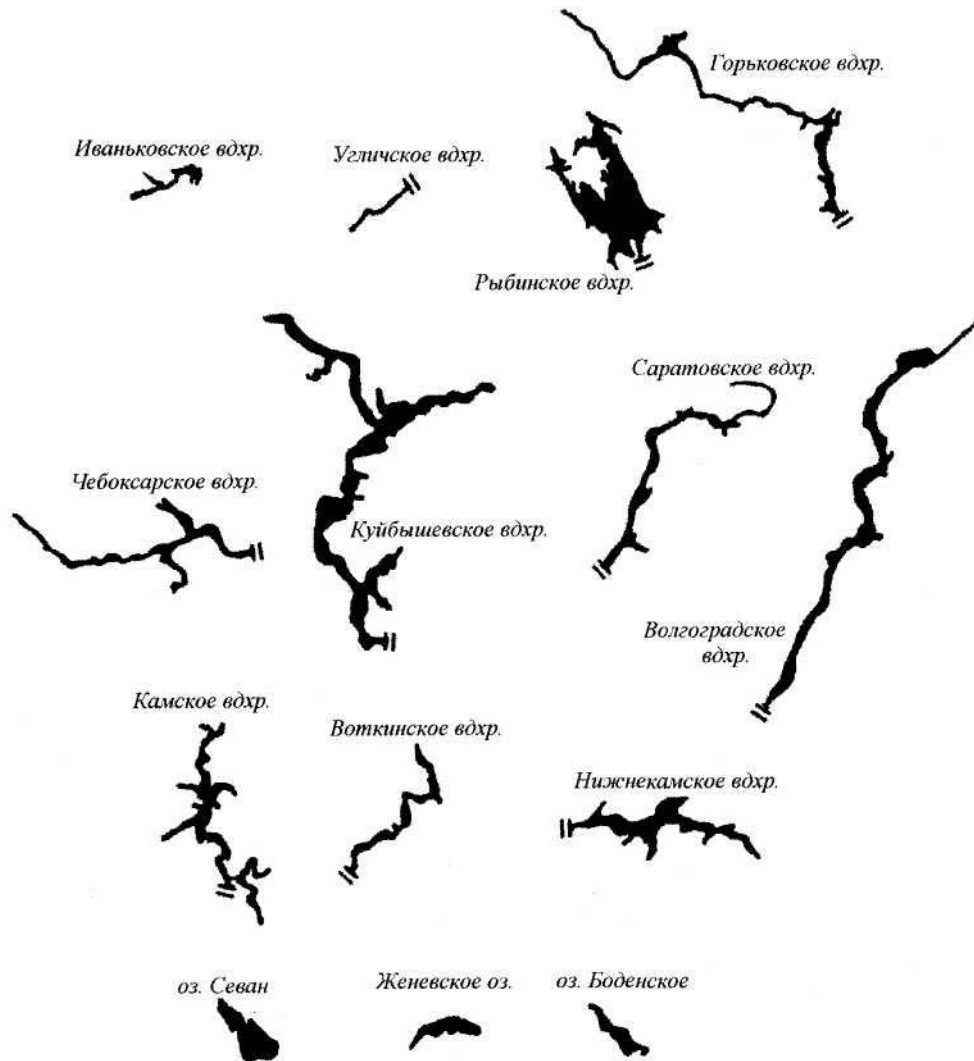 Горьковское вдхр.
Иваньковское вдхр.
Угличское вдхр.
Рыбинское вдхр.
Саратовское вдхр.
Чебоксарское вдхр.
Куйбышевское вдхр.
Волгоградское
вдхр.
Камское вдхр.
Воткинское вдхр.
Нижнекамское вдхр.
оз. Севан
Женевское оз.
оз. Боденское